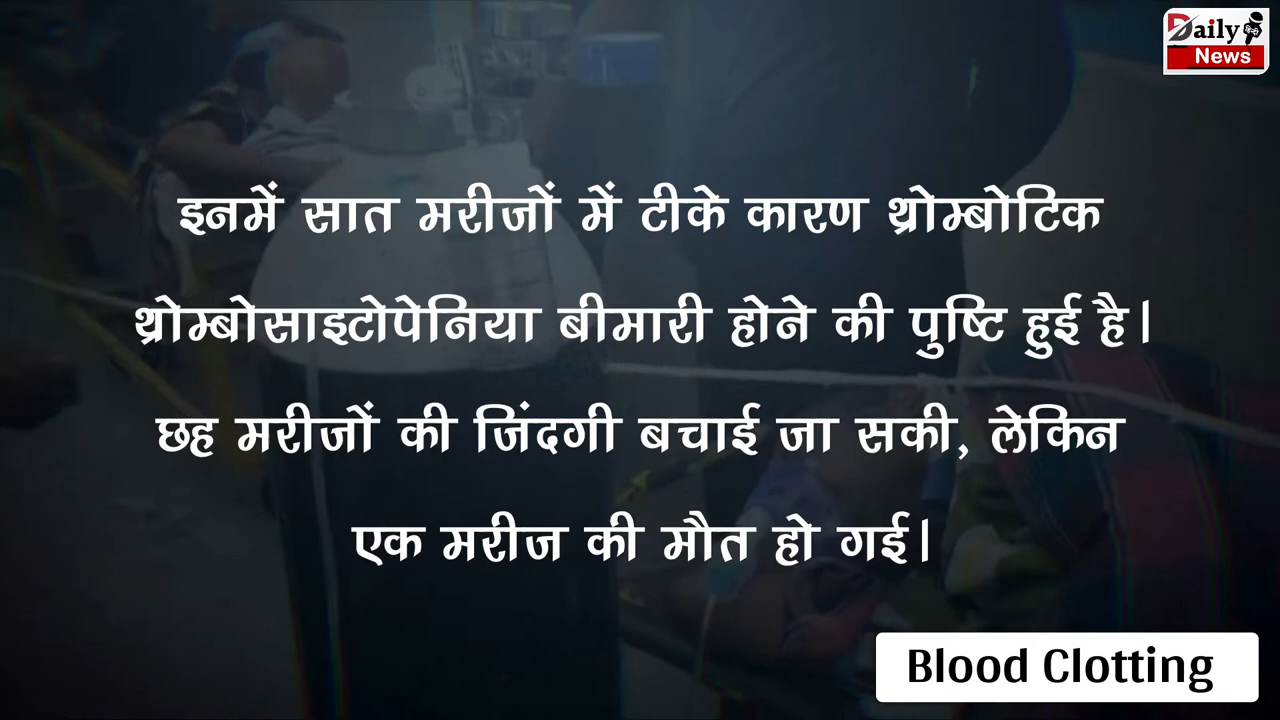 Daily
News
इनमें सात मरीजों में टीके कारण थ्रोम्बोटिक
थ्रोम्बोसाइटोपेनिया बीमारी होने की पुष्टि हुई है।
छह मरीजों की जिंदगी बचाई जा सकी, लेकिन
एक मरीज की मौत हो गई।
Blood Clotting